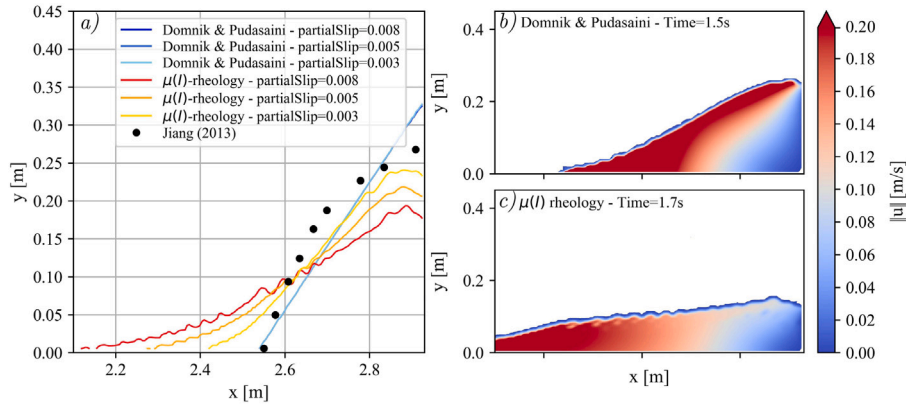 a)
0.45
0.40
0.35
0.30
0.25
0.20
0.15
0.10
0.05
0.00
y [m]
Domnik & Pudasaini - partialSlip=0.008
Domnik & Pudasaini - partialSlip=0.005
Domnik & Pudasaini - partialSlip=0.003
μ(I)-rheology - partialSlip=0.008
μ(I)-rheology - partialSlip=0.005
μ(I)-rheology - partialSlip=0.003
Jiang (2013)
2.2 2.4 2.6 2.8
x [m]
b) Domnik & Pudasaini - Time=1.5s
0.4
0.2
0.0
y [m]
c) μ(I) rheology - Time=1.7s
0.4
0.2
0.0
y [m]
x [m]
0.20
0.18
0.16
0.14
0.12
0.10
0.08
0.06
0.04
0.02
0.00
||u|| [m/s]